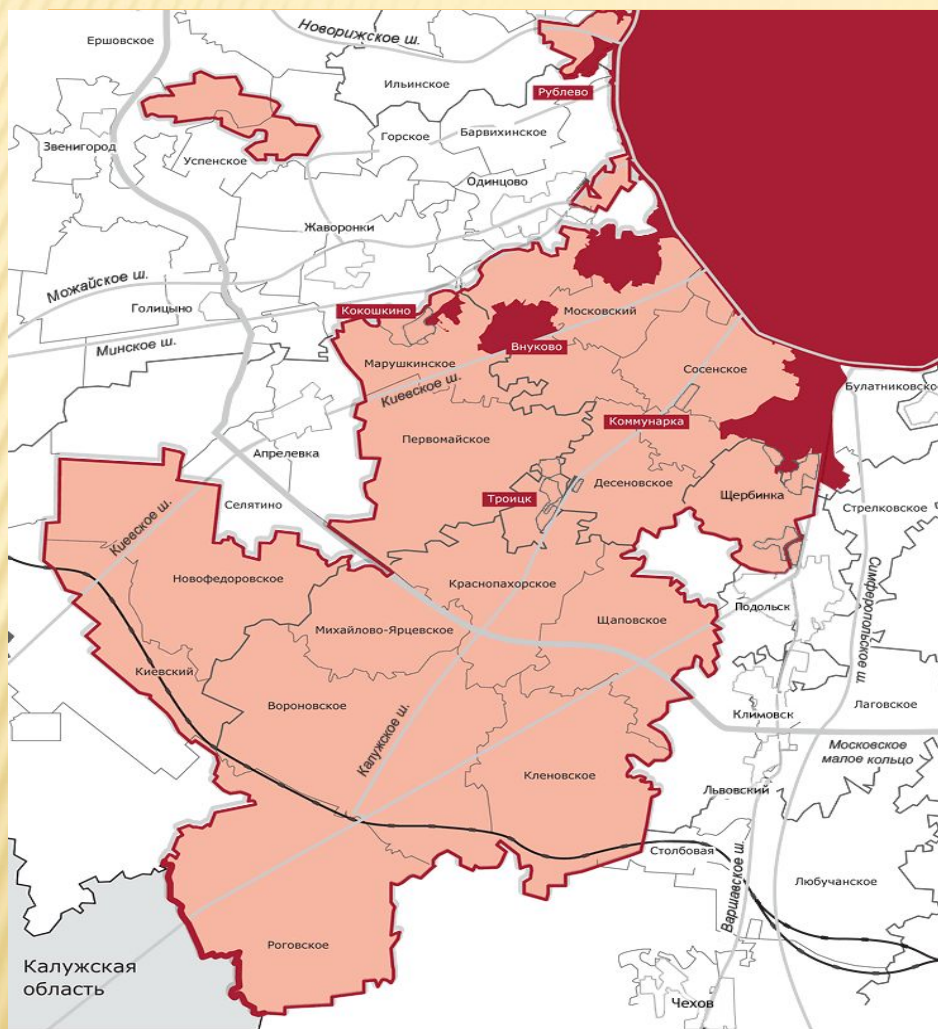 Новорижское ш.
Ершовское
Ильинское
Рублево
Звенигород
Успенское
Горское
Барвихинское
Одинцово
Жаворонки
Можайское ш.
Голицыно
Минское ш.
Кокошкино
Московский
Внуково
Марушкинское
Киевское ш.
Сосенское
Булатниковско
Коммунарка
Первомайское
Апрелевка
Троицк
Десеновское
Щербинка
Селятино
Киевское ш.
Стрелковское
Симферопольское ш.
Новофедоровское
Краснопахорское
Михайлово-Ярцевское
Щаповское
Подольск
Киевский
Вороновское
Калужское ш.
Климовск
Лаговское
Кленовское
Московское
малое кольцо
Львовский
Столбовая
Варшавское ш.
Любучанское
Роговское
Калужская
область
Чехов